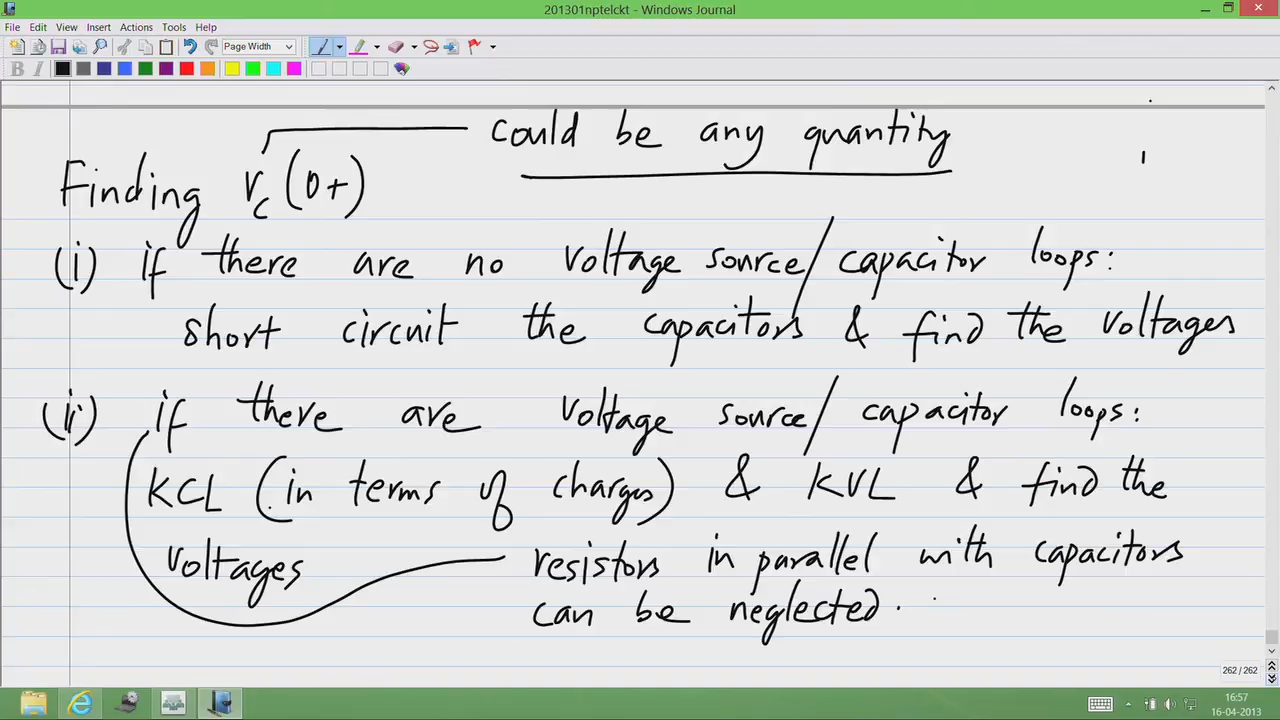 201301nptelckt - Windows Journal
File Edit View Insert Actions Tools Help
Page Width
B I
could be any quantity
Finding Vc (0+)
(i) if there are no voltage source/capacitor loops:
short circuit the capacitors & find the voltages
(ii) if there are voltage source/capacitor loops:
KCL (in terms of charges) & KVL & find the
voltages
resistors in parallel with capacitors
can be neglected.
262 / 262
16:57
16-04-2013